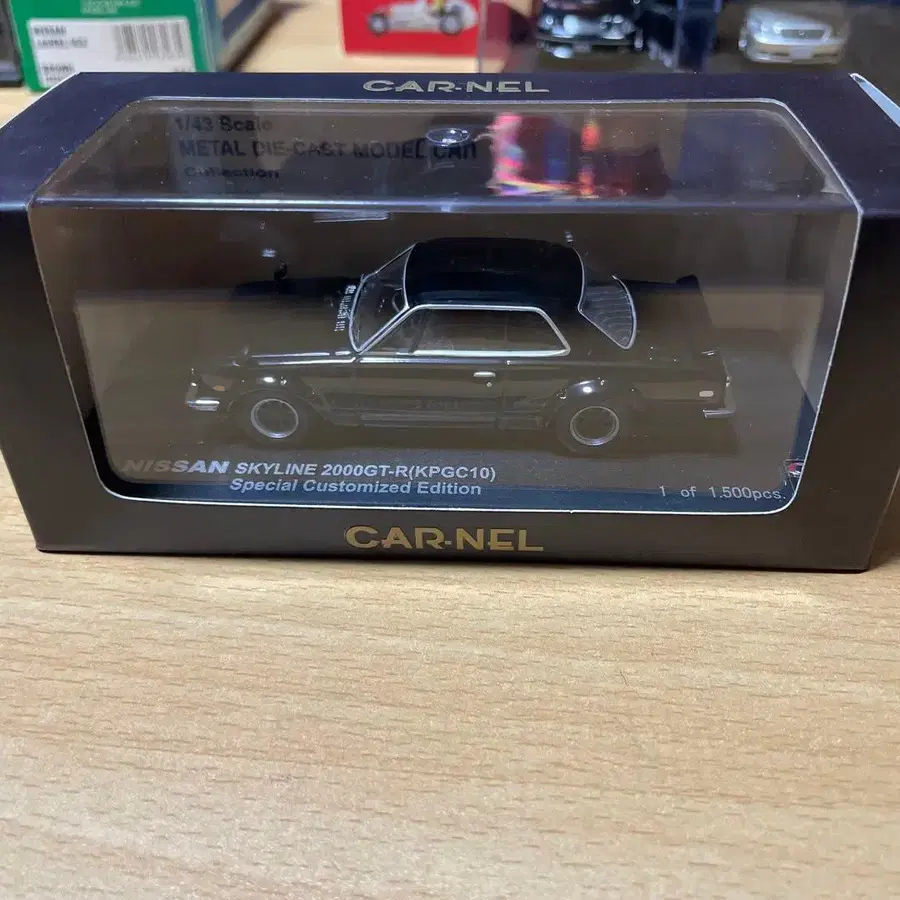 NISSAN
CAR-NEL
1/43 Scale
METAL DIE-CAST MODEL CAR
Collection
NISSAN SKYLINE 2000GT-R(KPGC10)
Special Customized Edition
1 of 1.500pcs.
CAR-NEL